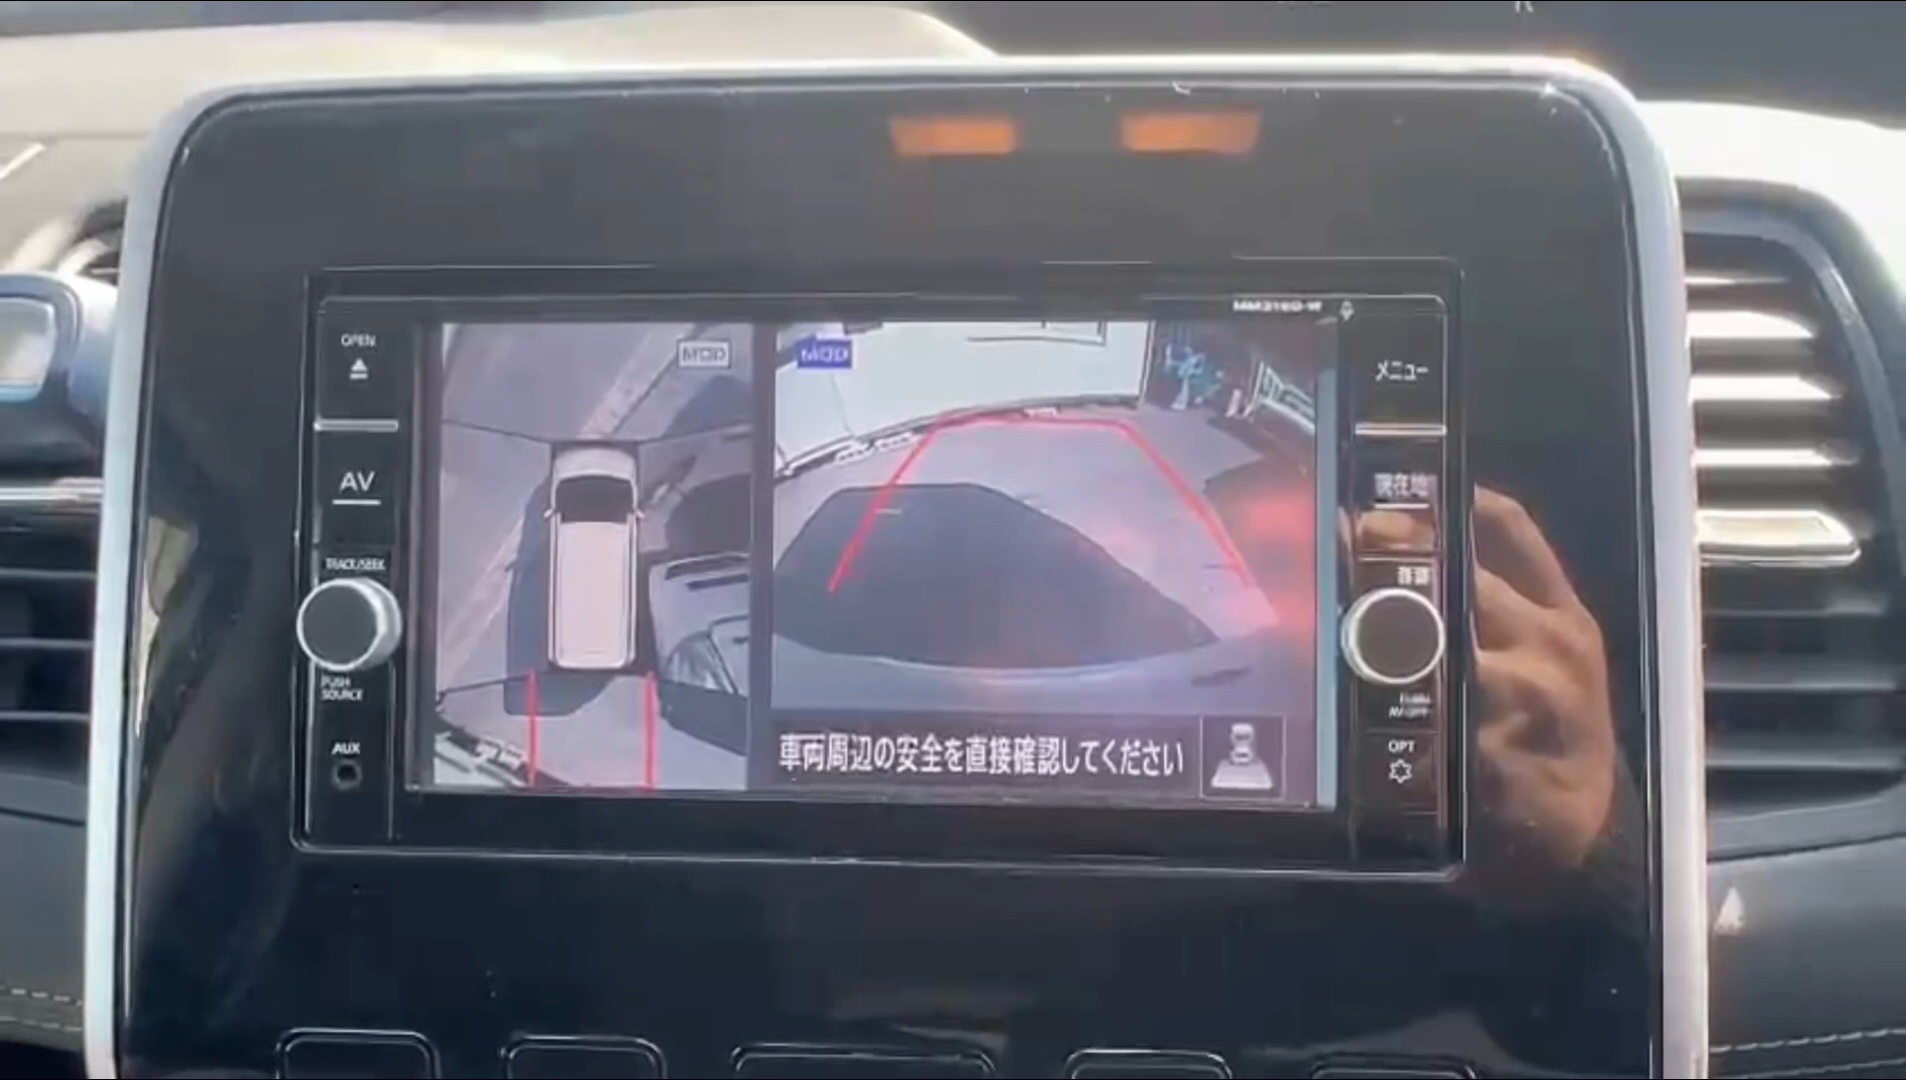 OPEN
AV
TRACK/SEEK
PUSH
SOURCE
AUX
MOD
MOD
車両周辺の安全を直接確認してください
MM316D-W
メニュー
現在地
OPT